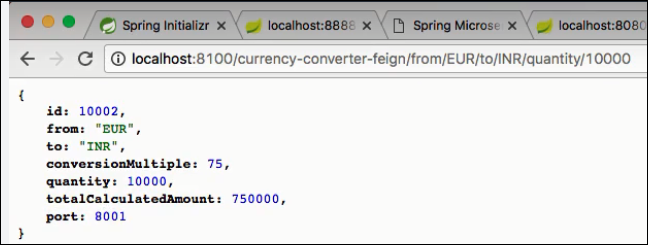 Spring Initializr
localhost:8888
Spring Microse
localhost:8080
localhost:8100/currency-converter-feign/from/EUR/to/INR/quantity/10000
{
id: 10002,
from: "EUR",
to: "INR",
conversionMultiple: 75,
quantity: 10000,
totalCalculatedAmount: 750000,
port: 8001
}